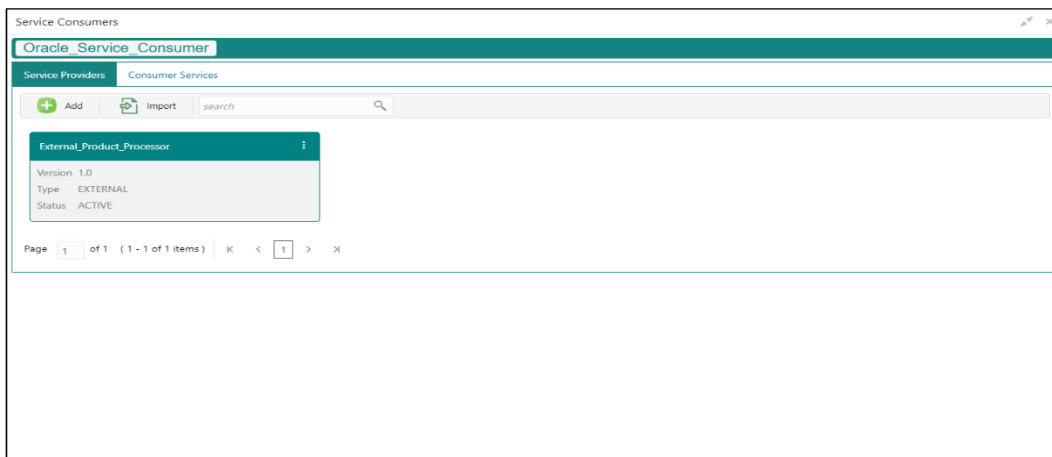 Service Consumers
Oracle_Service_Consumer
Service Providers Consumer Services
Add Import search
External_Product_Processor
Version 1.0
Type EXTERNAL
Status ACTIVE
Page 1 of 1 ( 1 - 1 of 1 items ) 1